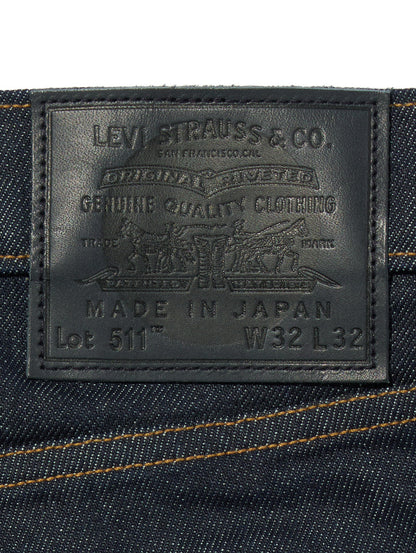 LEVI STRAUSS & CO.
SAN FRANCISCO, CAL.
ORIGINAL RIVETED
GENUINE QUALITY CLOTHING
TRADE MARK
MADE IN JAPAN
Lot 511™ W32 L32